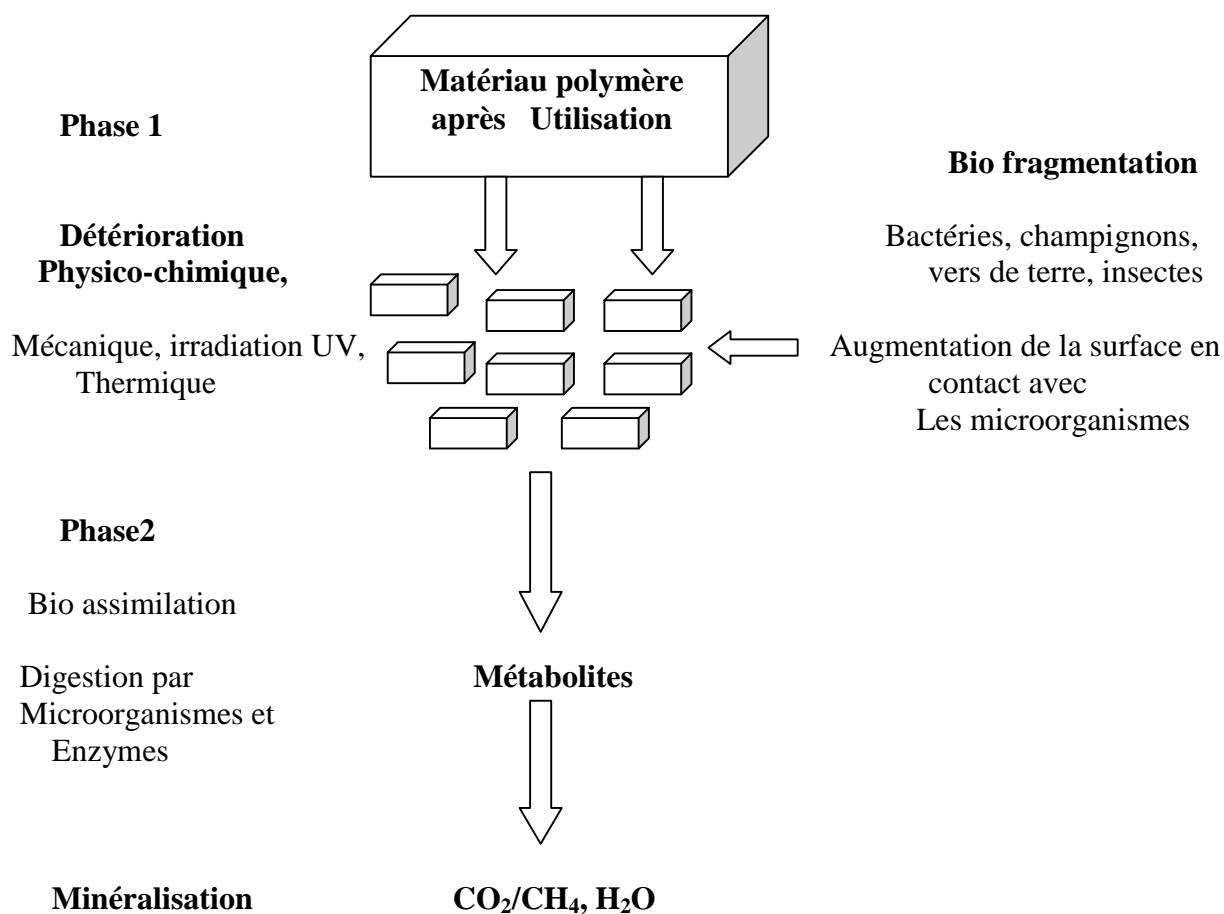 Matériau polymère
après Utilisation
Phase 1
Bio fragmentation
Détérioration
Physico-chimique,
Bactéries, champignons,
vers de terre, insectes
Mécanique, irradiation UV,
Thermique
Augmentation de la surface en
contact avec
Les microorganismes
Phase2
Bio assimilation
Digestion par
Microorganismes et
Enzymes
Métabolites
Minéralisation
CO₂/CH₄, H₂O